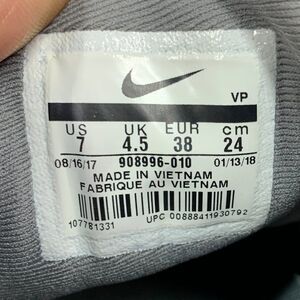 VP
US UK EUR cm
7 4.5 38 24
08/16/17 908996-010 01/13/18
MADE IN VIETNAM
FABRIQUE AU VIETNAM
107781331 UPC 00888411930792